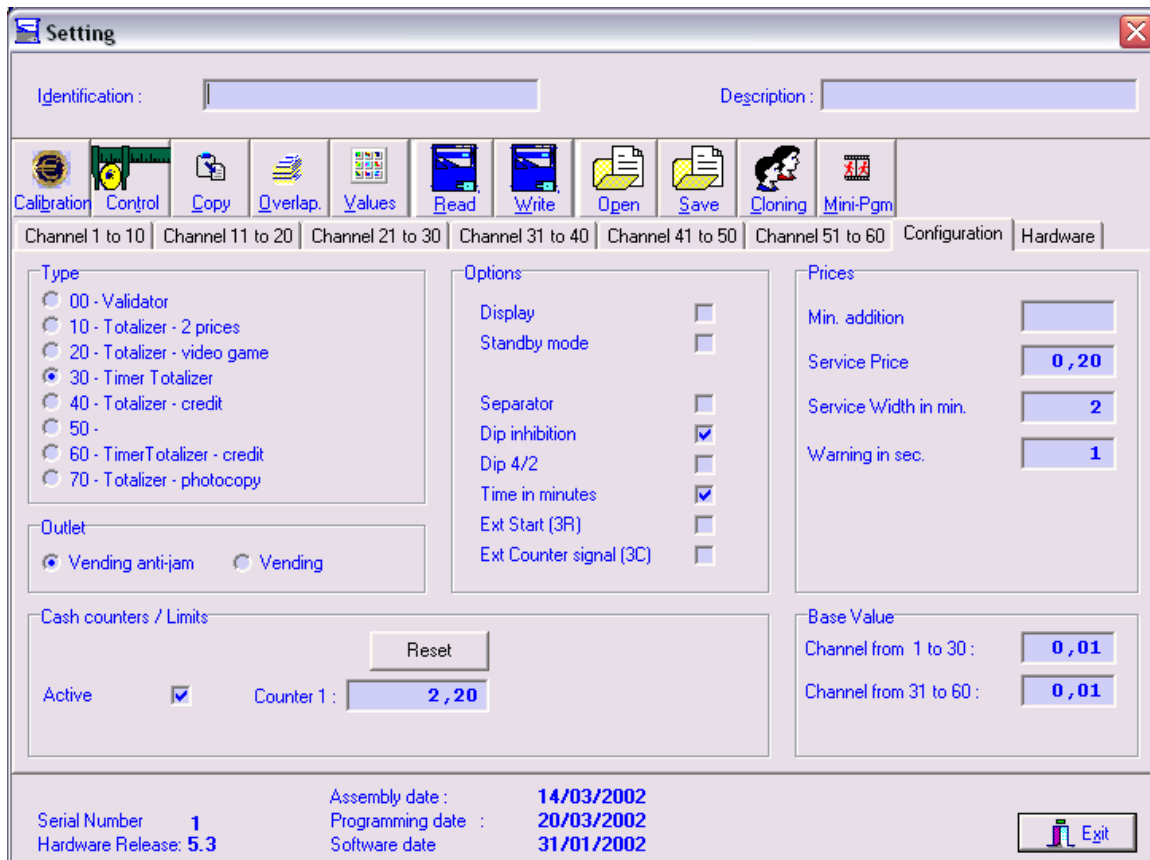 Setting
Identification :
Description :
Calibration Control Copy Overlap. Values Read Write Open Save Cloning Mini-Pgm
Channel 1 to 10 Channel 11 to 20 Channel 21 to 30 Channel 31 to 40 Channel 41 to 50 Channel 51 to 60 Configuration Hardware
Type
00 - Validator
10 - Totalizer - 2 prices
20 - Totalizer - video game
30 - Timer Totalizer
40 - Totalizer - credit
50 -
60 - TimerTotalizer - credit
70 - Totalizer - photocopy
Outlet
Vending anti-jam Vending
Options
Display
Standby mode
Separator
Dip inhibition
Dip 4/2
Time in minutes
Ext Start (3R)
Ext Counter signal (3C)
Prices
Min. addition
Service Price 0,20
Service Width in min. 2
Warning in sec. 1
Cash counters / Limits
Reset
Active Counter 1 : 2,20
Base Value
Channel from 1 to 30 : 0,01
Channel from 31 to 60 : 0,01
Serial Number 1
Hardware Release: 5.3
Assembly date : 14/03/2002
Programming date : 20/03/2002
Software date 31/01/2002
Exit